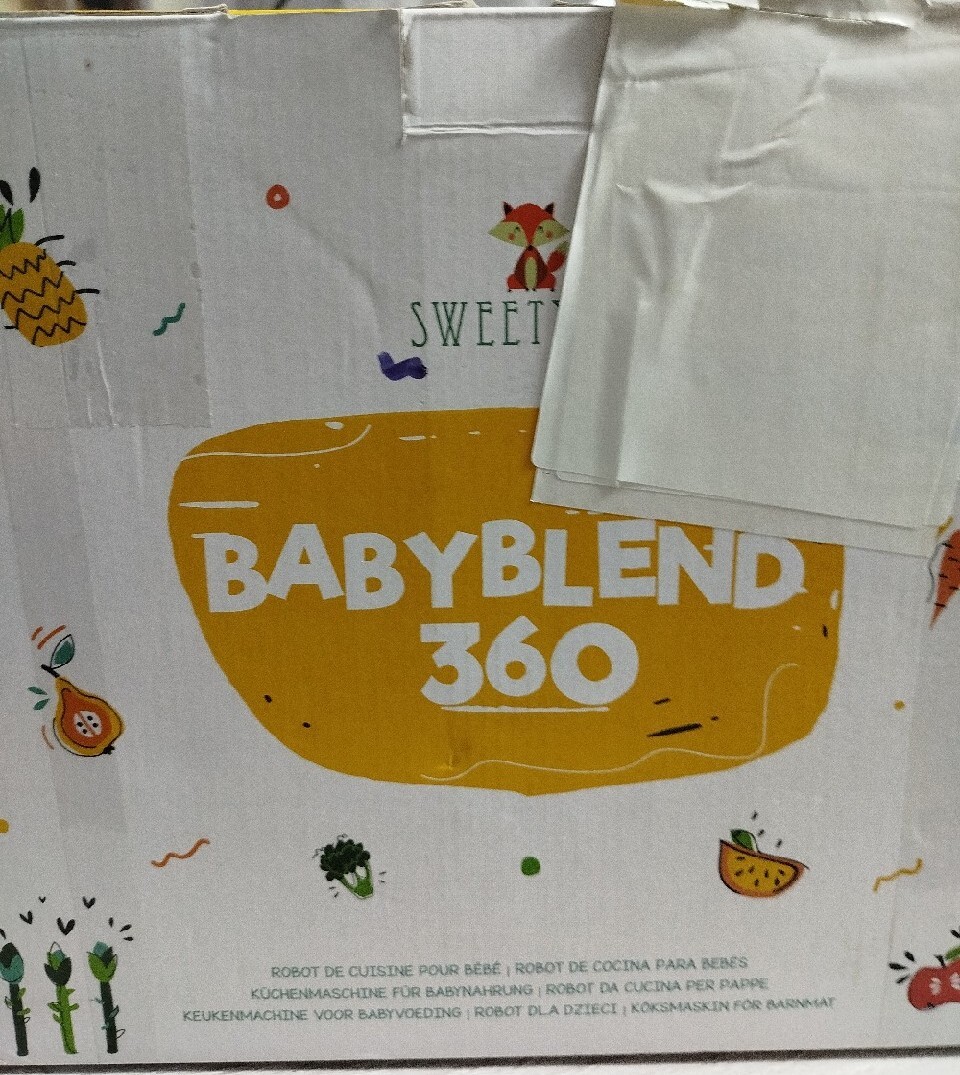 SWEET
BABYBLEND
360
ROBOT DE CUISINE POUR BÉBÉ | ROBOT DE COCINA PARA BEBÉS
KÜCHENMASCHINE FÜR BABYNAHRUNG | ROBOT DA CUCINA PER PAPPE
KEUKENMACHINE VOOR BABYVOEDING | ROBOT DLA DZIECI | KÖKSMASKIN FÖR BARNMAT